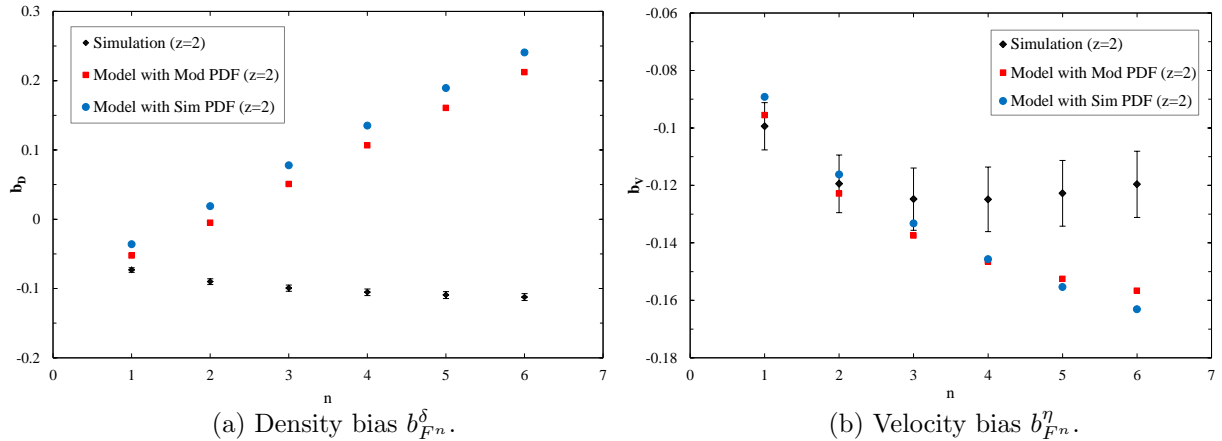 0.3
0.2
0.1
0
-0.1
-0.2
b_D
Simulation (z=2)
Model with Mod PDF (z=2)
Model with Sim PDF (z=2)
0 1 2 3 4 5 6 7
n
(a) Density bias b^δ_{F^n}.
-0.06
-0.08
-0.1
-0.12
-0.14
-0.16
-0.18
b_V
Simulation (z=2)
Model with Mod PDF (z=2)
Model with Sim PDF (z=2)
0 1 2 3 4 5 6 7
n
(b) Velocity bias b^η_{F^n}.